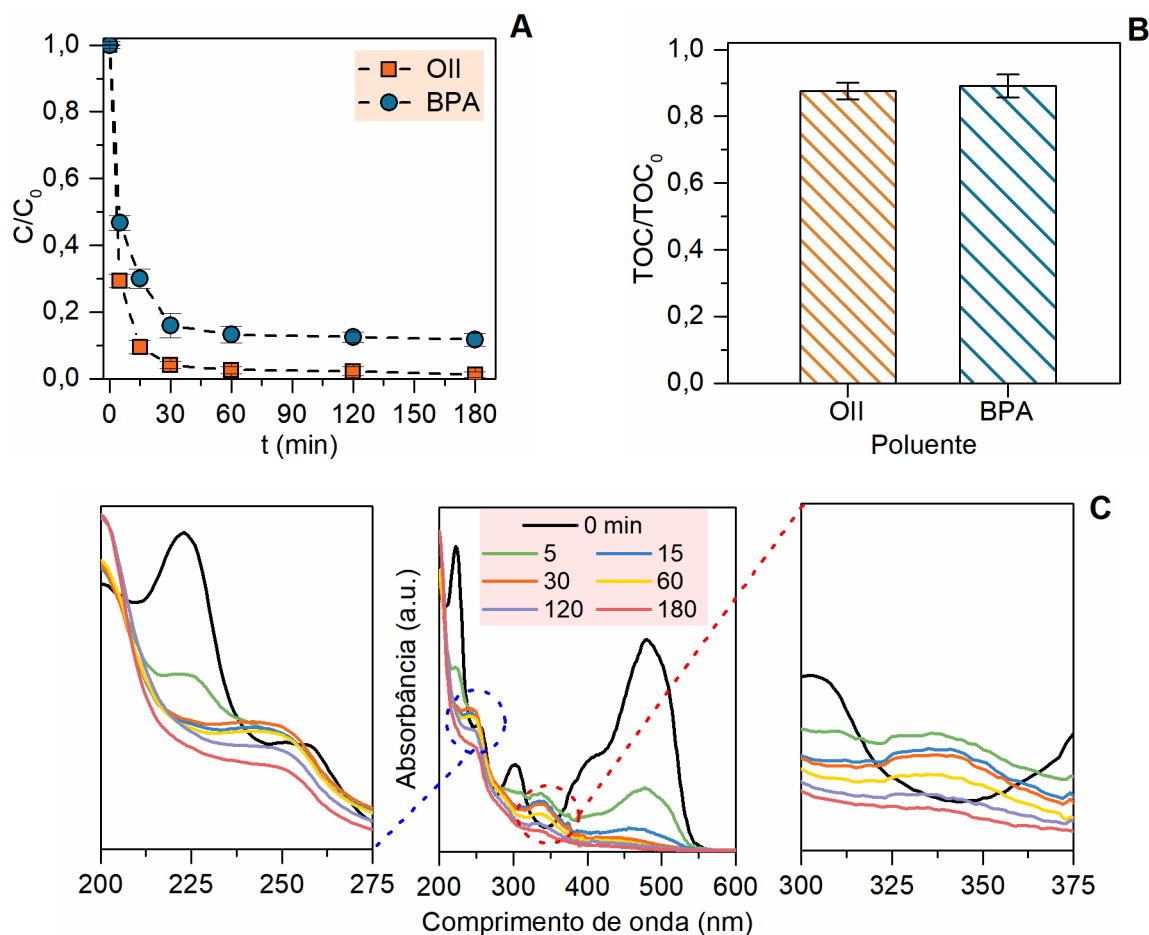 A
1,0
0,8
0,6
0,4
0,2
0,0
C/C0
OII
BPA
0 30 60 90 120 150 180
t (min)
B
1,0
0,8
0,6
0,4
0,2
0,0
TOC/TOC0
OII BPA
Poluente
C
200 225 250 275
Absorbância (a.u.)
0 min
5 15
30 60
120 180
200 300 400 500 600
Comprimento de onda (nm)
300 325 350 375